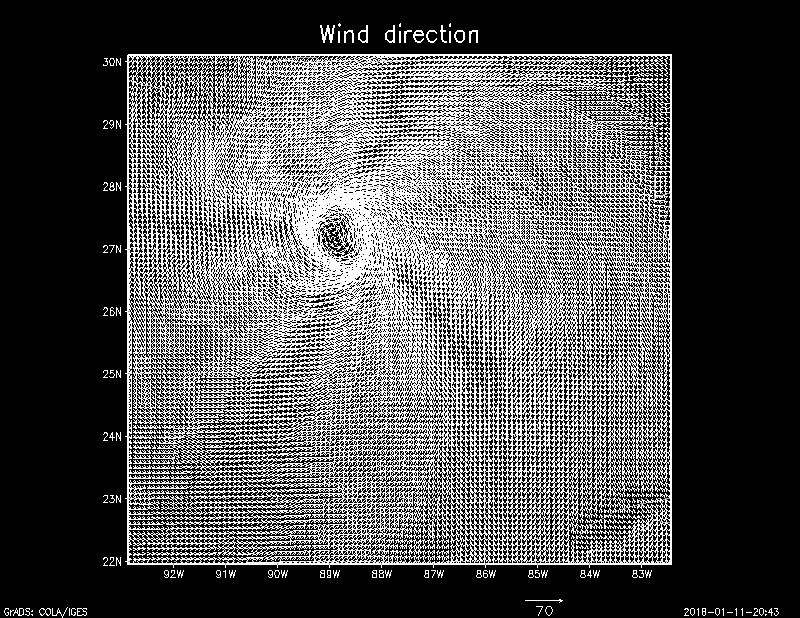 Wind direction
30N
29N
28N
27N
26N
25N
24N
23N
22N
92W 91W 90W 89W 88W 87W 86W 85W 84W 83W
70
GrADS: COLA/IGES 2018-01-11-20:43